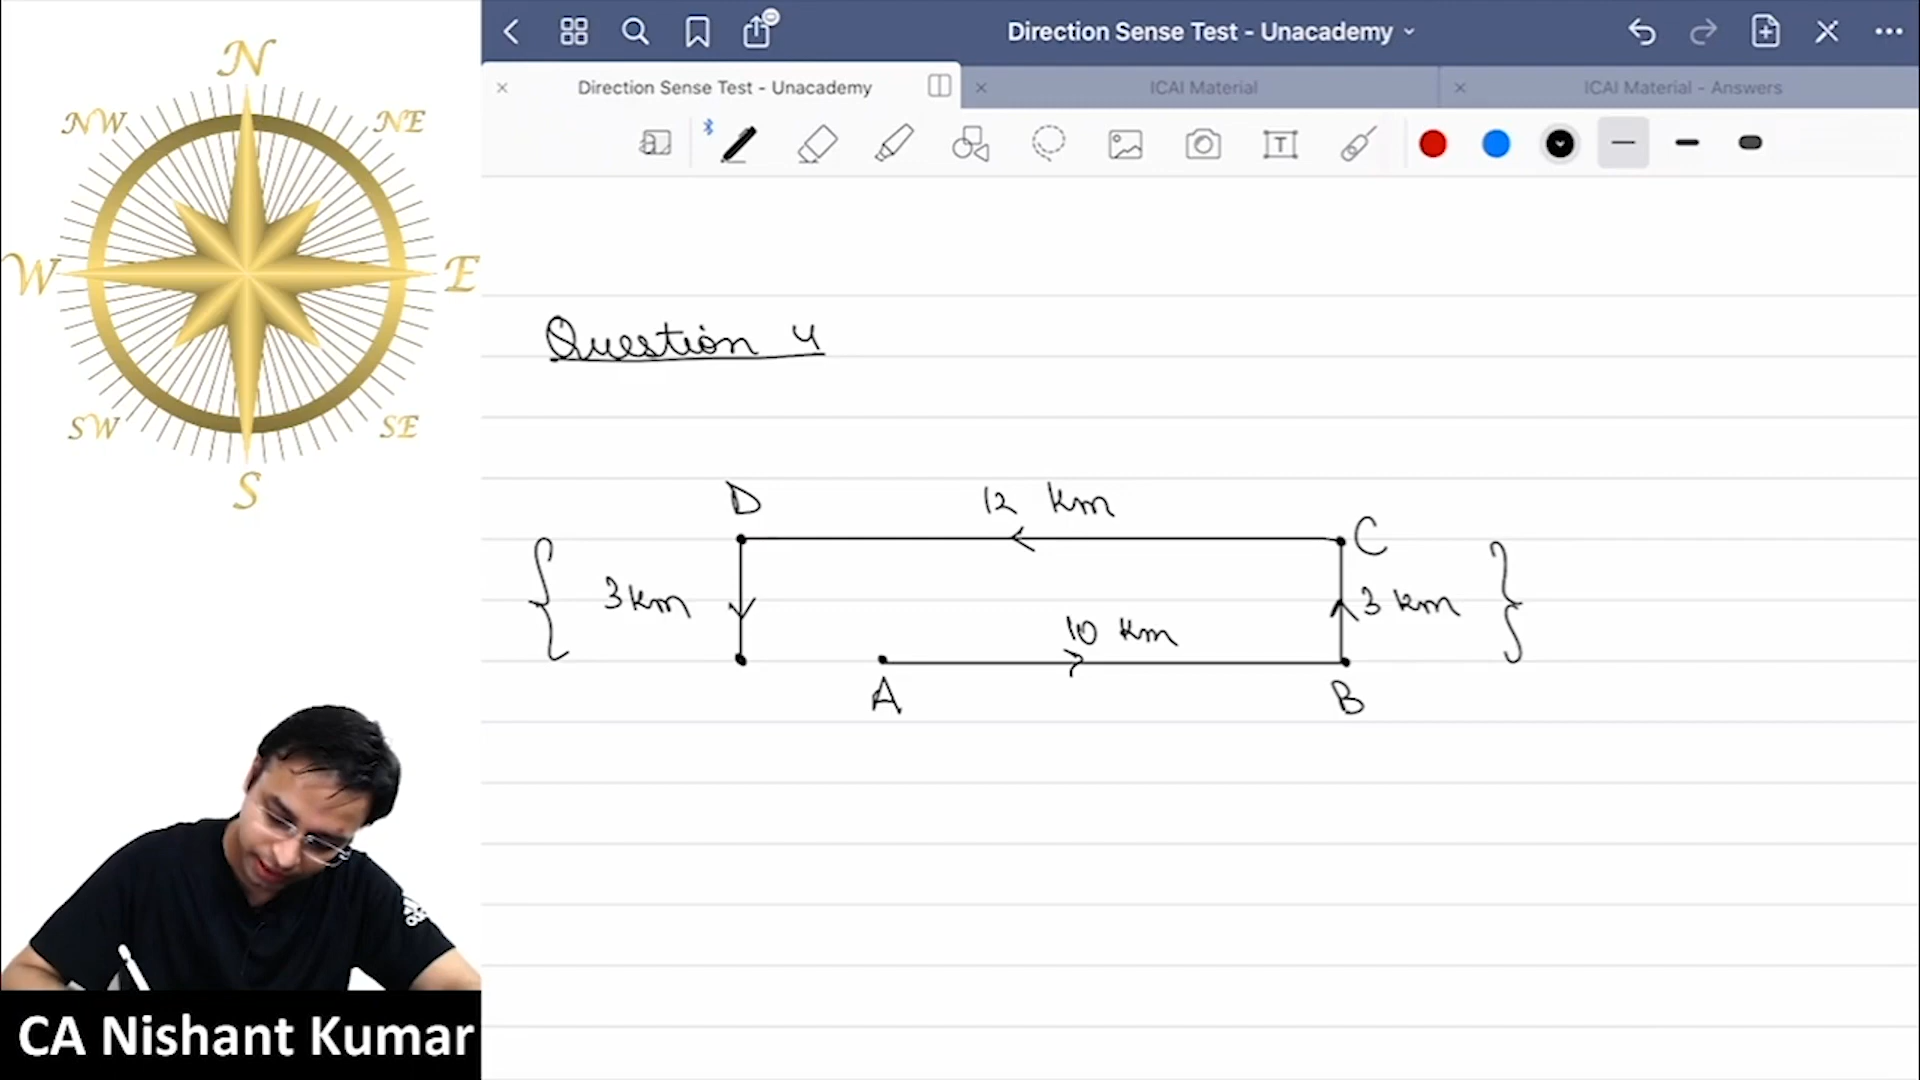 N
NW
NE
W
E
SW
SE
S
Direction Sense Test - Unacademy
Direction Sense Test - Unacademy
ICAI Material
ICAI Material - Answers
T
Question 4
D
12 km
C
3 km
3 km
10 km
A
B
CA Nishant Kumar